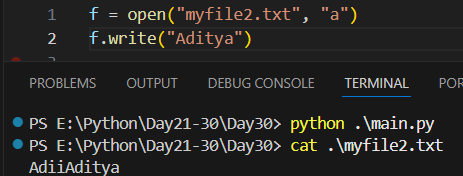 1 f = open("myfile2.txt", "a")
2 f.write("Aditya")
PROBLEMS OUTPUT DEBUG CONSOLE TERMINAL
PS E:\Python\Day21-30\Day30> python .\main.py
PS E:\Python\Day21-30\Day30> cat .\myfile2.txt
AdiiAditya